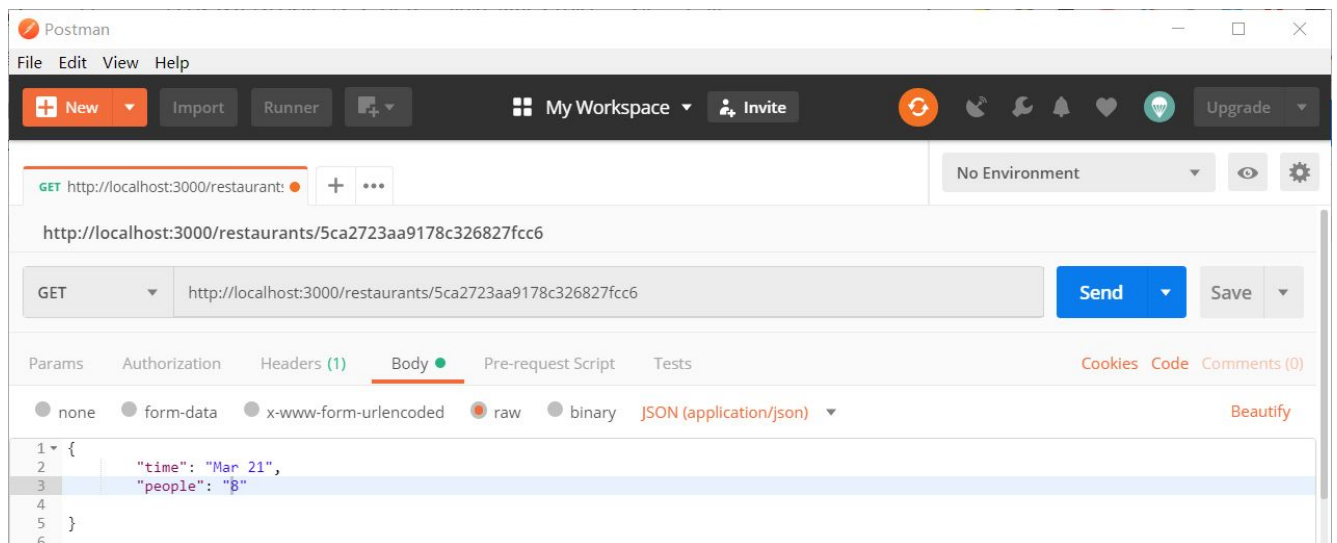 Postman
File Edit View Help
New Import Runner My Workspace Invite Upgrade
GET http://localhost:3000/restaurants No Environment
http://localhost:3000/restaurants/5ca2723aa9178c326827fcc6
GET http://localhost:3000/restaurants/5ca2723aa9178c326827fcc6 Send Save
Params Authorization Headers (1) Body Pre-request Script Tests Cookies Code Comments (0)
none form-data x-www-form-urlencoded raw binary JSON (application/json) Beautify
1 {
2 "time": "Mar 21",
3 "people": "8"
4
5 }
6